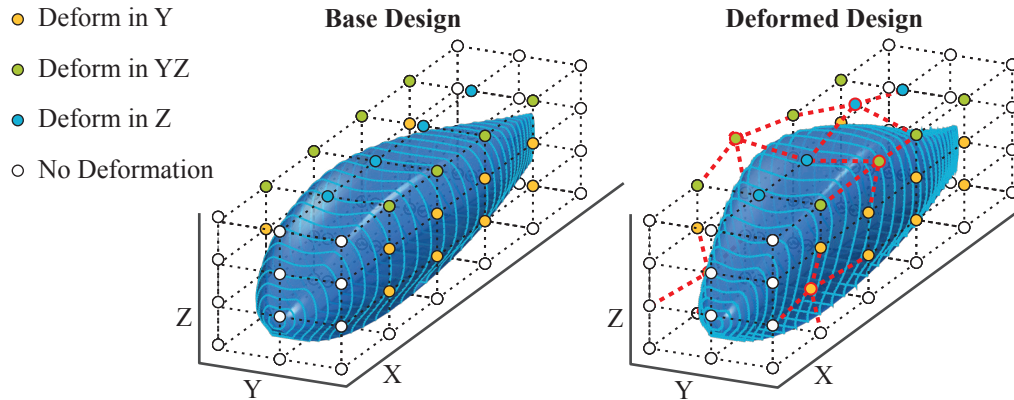 Base Design
Deformed Design
Deform in Y
Deform in YZ
Deform in Z
No Deformation
Z
Y
X
Z
Y
X